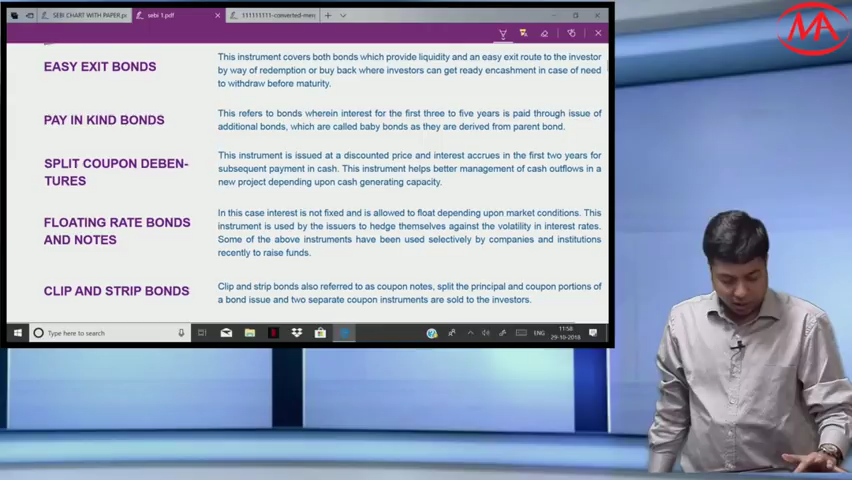 SEBI CHART WITH PAPER.pc
sebi 1.pdf
111111111-converted-mer
MA
EASY EXIT BONDS
This instrument covers both bonds which provide liquidity and an easy exit route to the investor
by way of redemption or buy back where investors can get ready encashment in case of need
to withdraw before maturity.
PAY IN KIND BONDS
This refers to bonds wherein interest for the first three to five years is paid through issue of
additional bonds, which are called baby bonds as they are derived from parent bond.
SPLIT COUPON DEBEN-
TURES
This instrument is issued at a discounted price and interest accrues in the first two years for
subsequent payment in cash. This instrument helps better management of cash outflows in a
new project depending upon cash generating capacity.
FLOATING RATE BONDS
AND NOTES
In this case interest is not fixed and is allowed to float depending upon market conditions. This
instrument is used by the issuers to hedge themselves against the volatility in interest rates.
Some of the above instruments have been used selectively by companies and institutions
recently to raise funds.
CLIP AND STRIP BONDS
Clip and strip bonds also referred to as coupon notes, split the principal and coupon portions of
a bond issue and two separate coupon instruments are sold to the investors.
Type here to search
ENG
11:58
29-10-2018